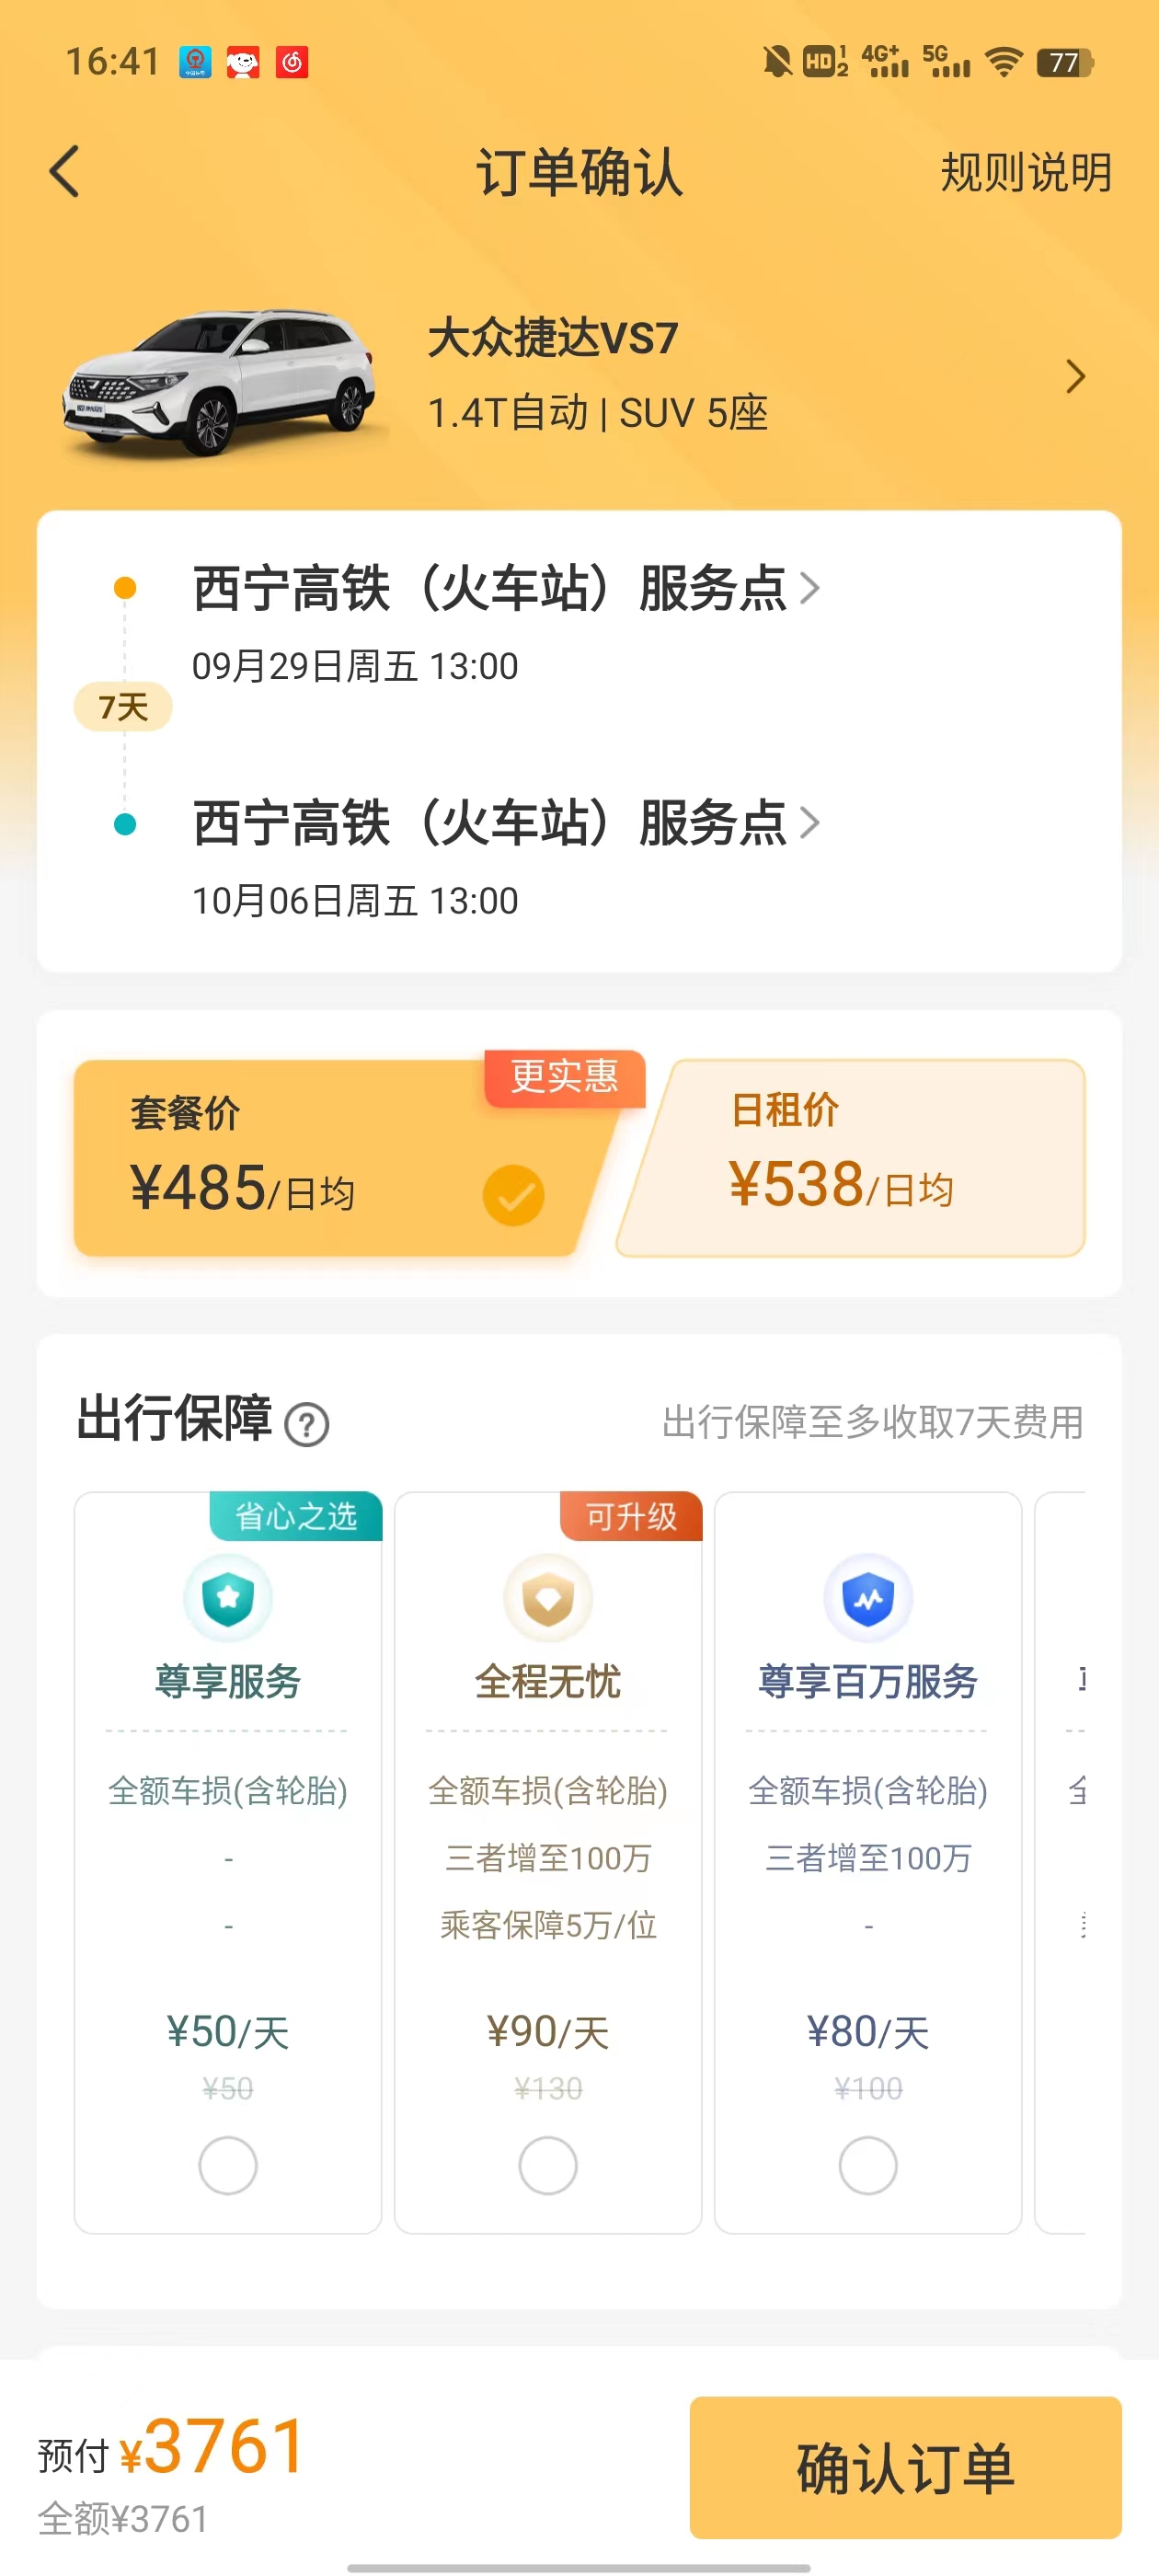 16:41
HD 1 2 4G+ 5G 77
订单确认
规则说明
大众捷达VS7
1.4T自动 | SUV 5座
西宁高铁（火车站）服务点
09月29日周五 13:00
7天
西宁高铁（火车站）服务点
10月06日周五 13:00
更实惠
套餐价
¥485/日均
日租价
¥538/日均
出行保障 ?
出行保障至多收取7天费用
省心之选
尊享服务
全额车损(含轮胎)
-
-
¥50/天
¥50
可升级
全程无忧
全额车损(含轮胎)
三者增至100万
乘客保障5万/位
¥90/天
¥130
尊享百万服务
全额车损(含轮胎)
三者增至100万
-
¥80/天
¥100
预付 ¥3761
全额¥3761
确认订单